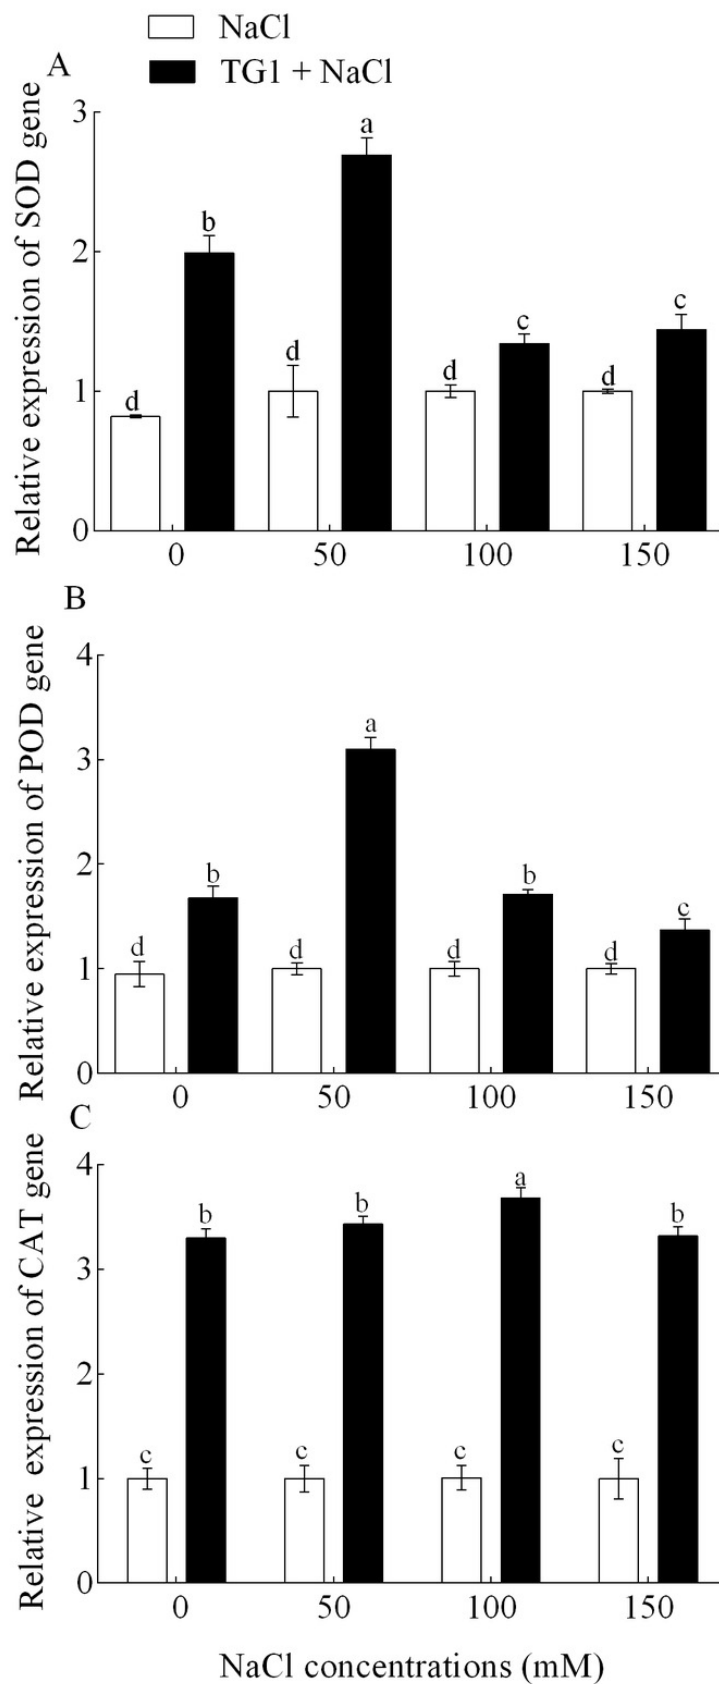 NaCl
TG1 + NaCl
A
Relative expression of SOD gene
3
2
1
0
d
b
d
a
d
c
d
c
0 50 100 150
B
Relative expression of POD gene
4
3
2
1
0
d
b
d
a
d
b
d
c
0 50 100 150
C
Relative expression of CAT gene
4
3
2
1
0
c
b
c
b
c
a
c
b
0 50 100 150
NaCl concentrations (mM)